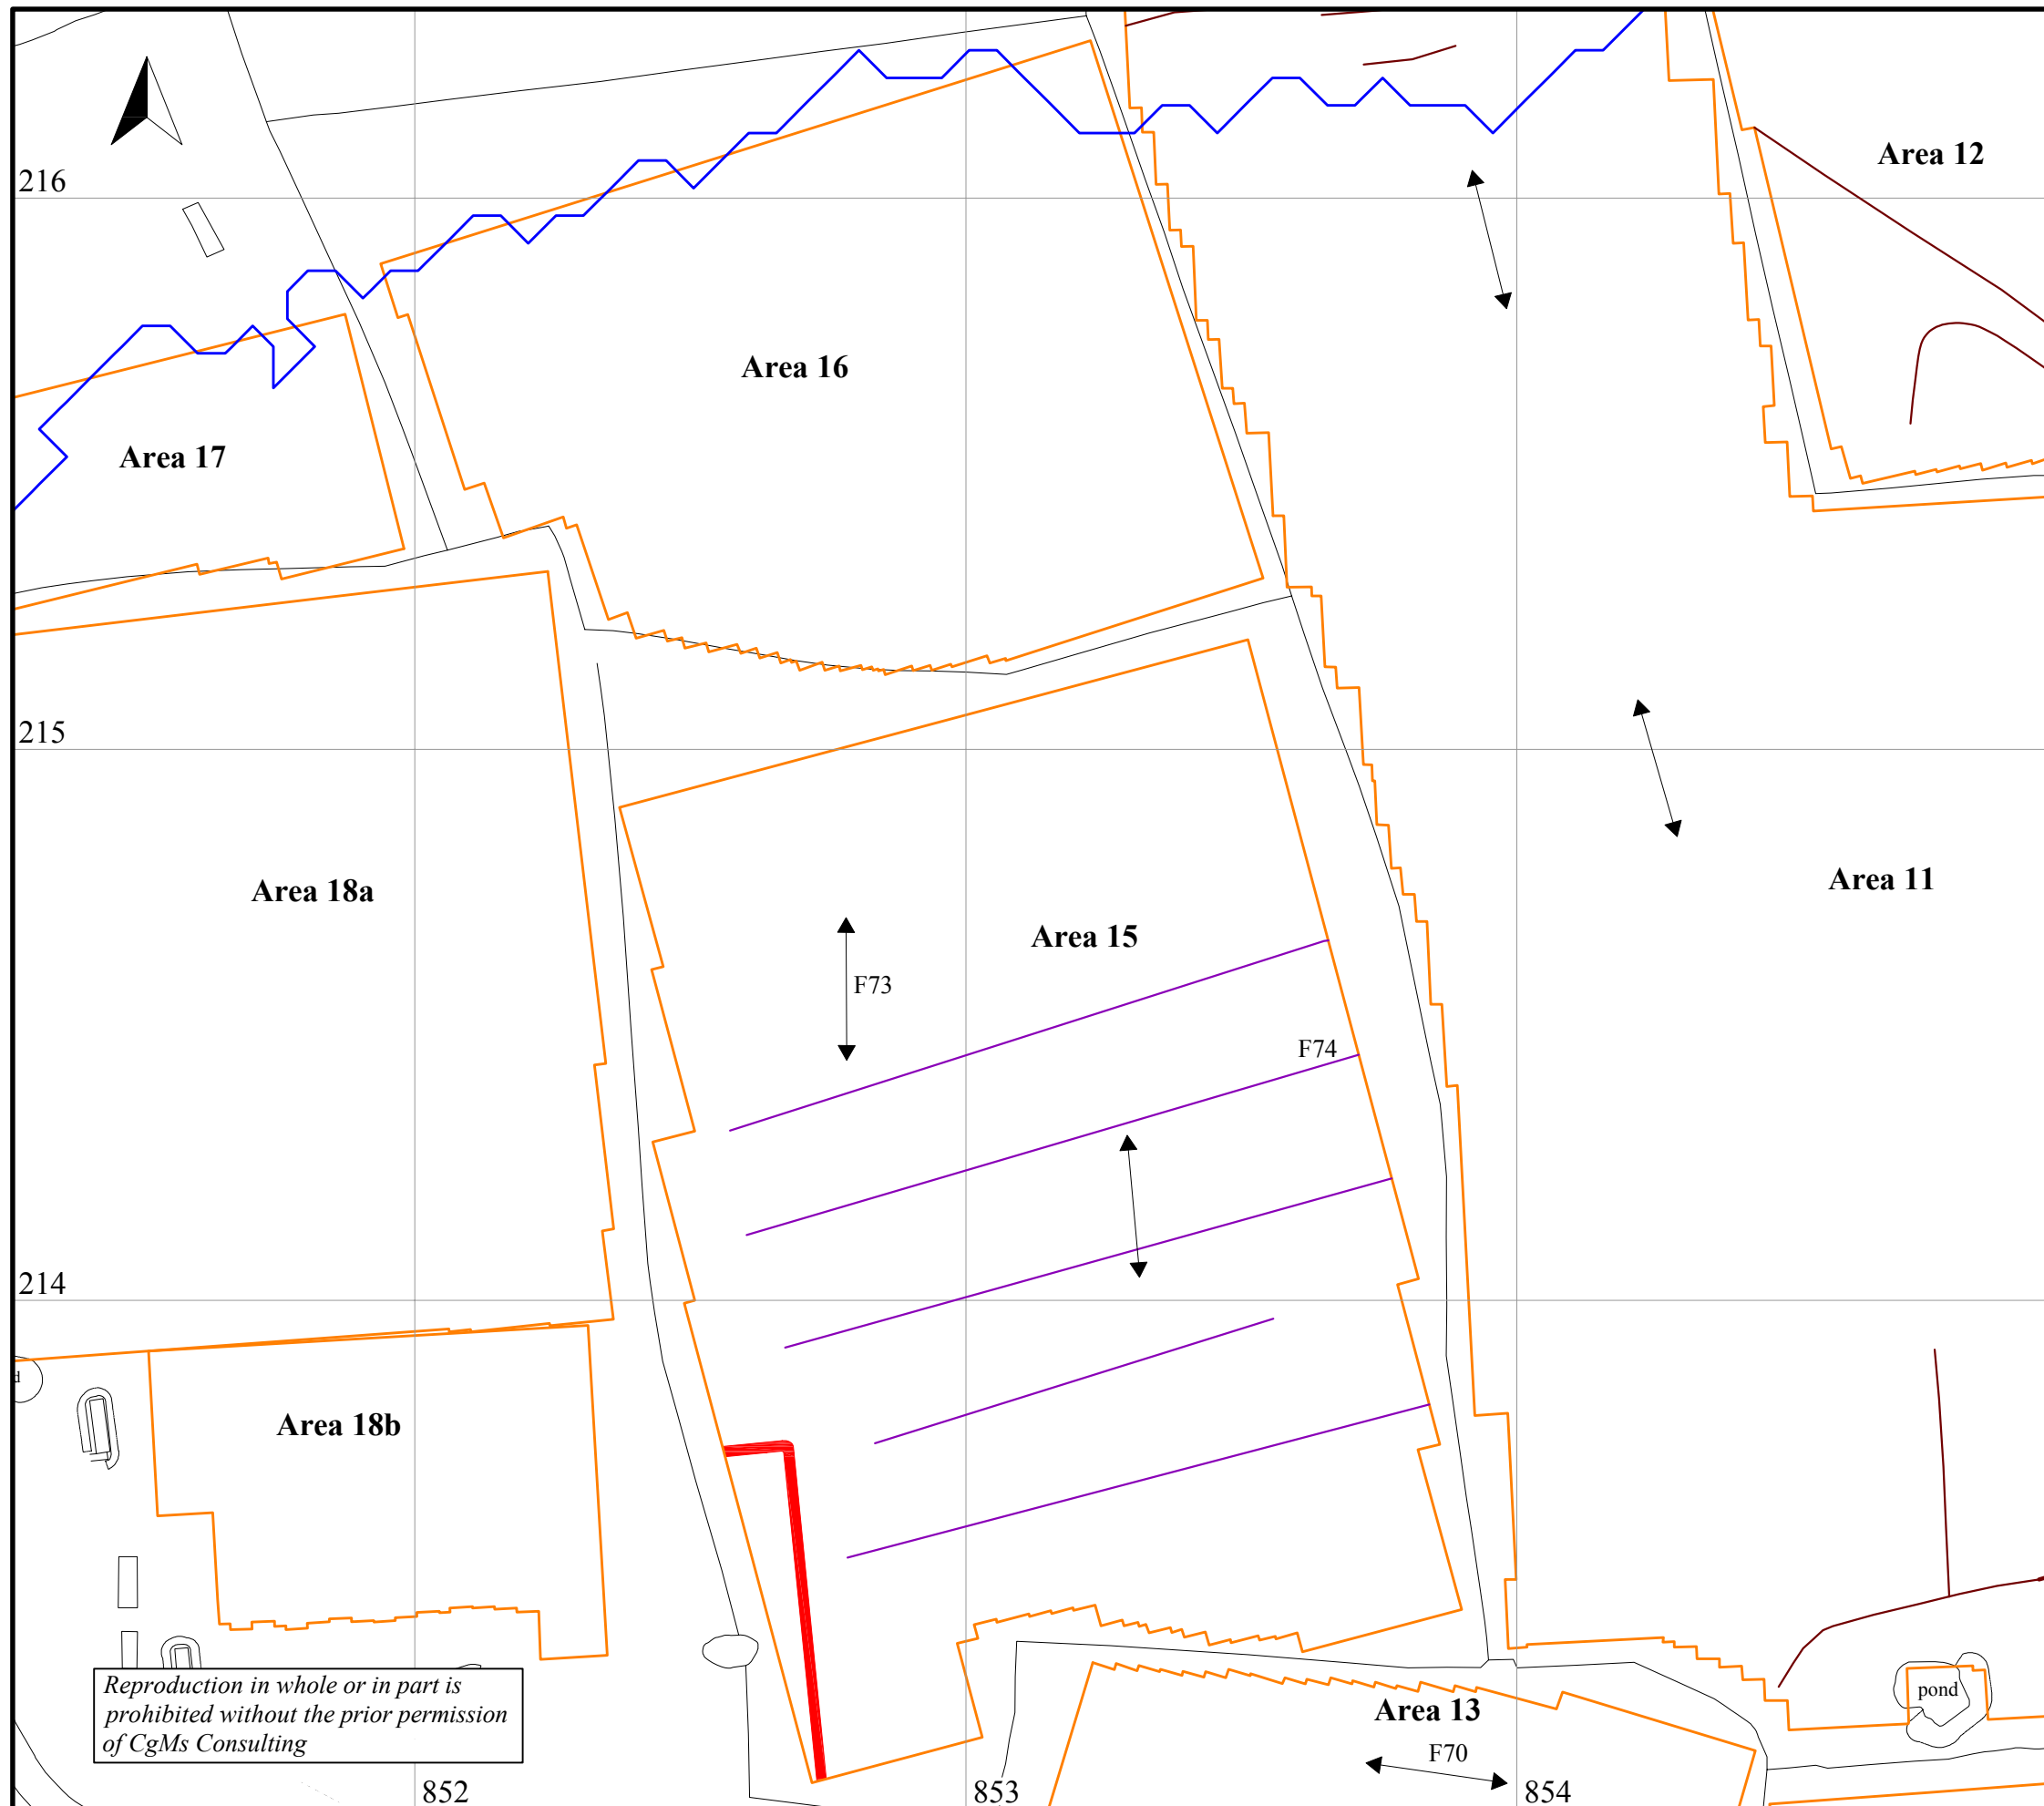 Area 12
216
Area 16
Area 17
215
Area 18a
Area 11
Area 15
F73
F74
214
d
Area 18b
Reproduction in whole or in part is
prohibited without the prior permission
of CgMs Consulting
pond
Area 13
F70
852
853
854